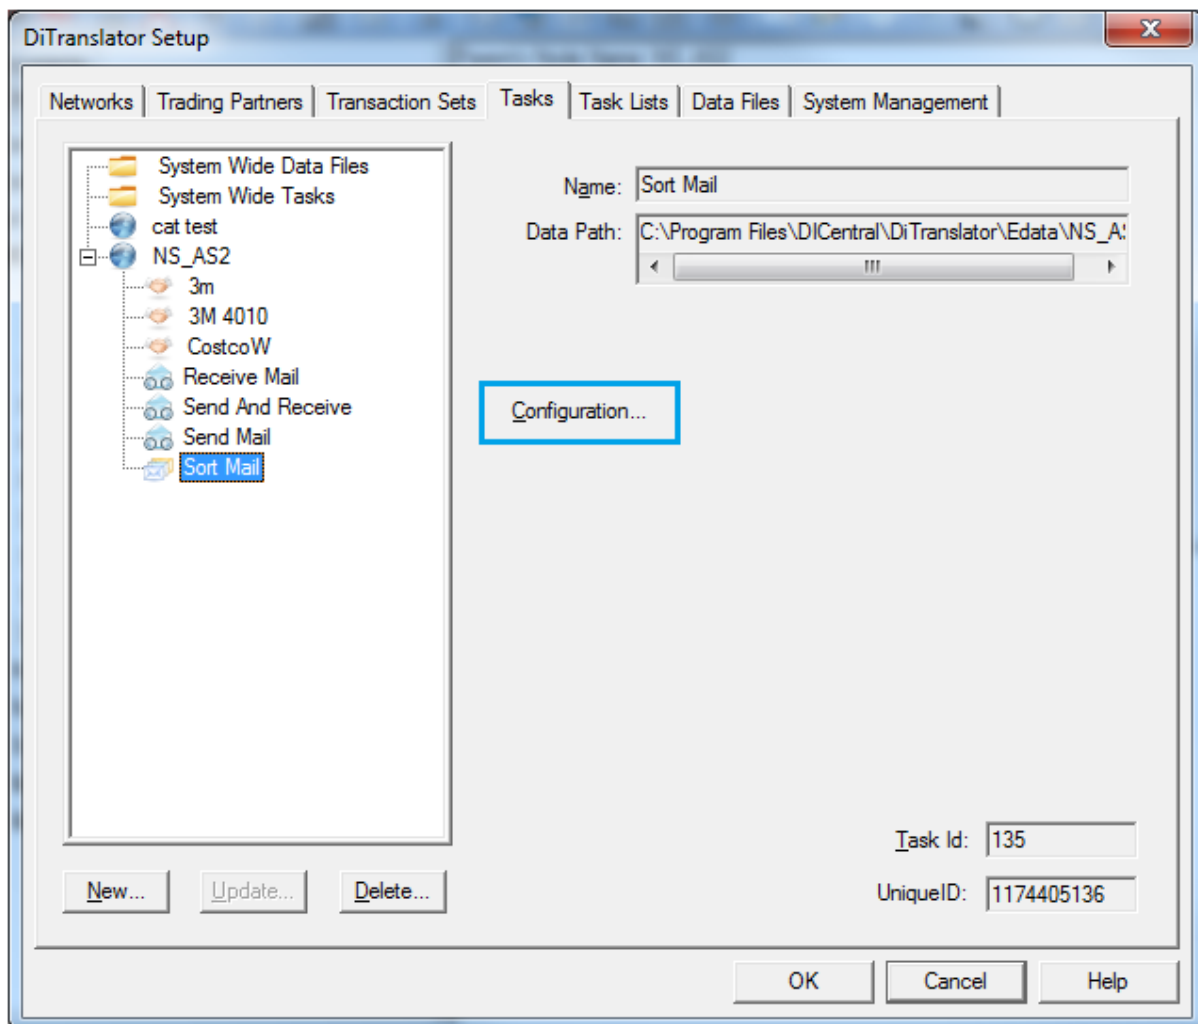 DiTranslator Setup
Networks Trading Partners Transaction Sets Tasks Task Lists Data Files System Management
System Wide Data Files
System Wide Tasks
cat test
NS_AS2
3m
3M 4010
CostcoW
Receive Mail
Send And Receive
Send Mail
Sort Mail
Name: Sort Mail
Data Path: C:\Program Files\DICentral\DiTranslator\Edata\NS_A
Configuration...
Task Id: 135
UniqueID: 1174405136
New... Update... Delete...
OK Cancel Help